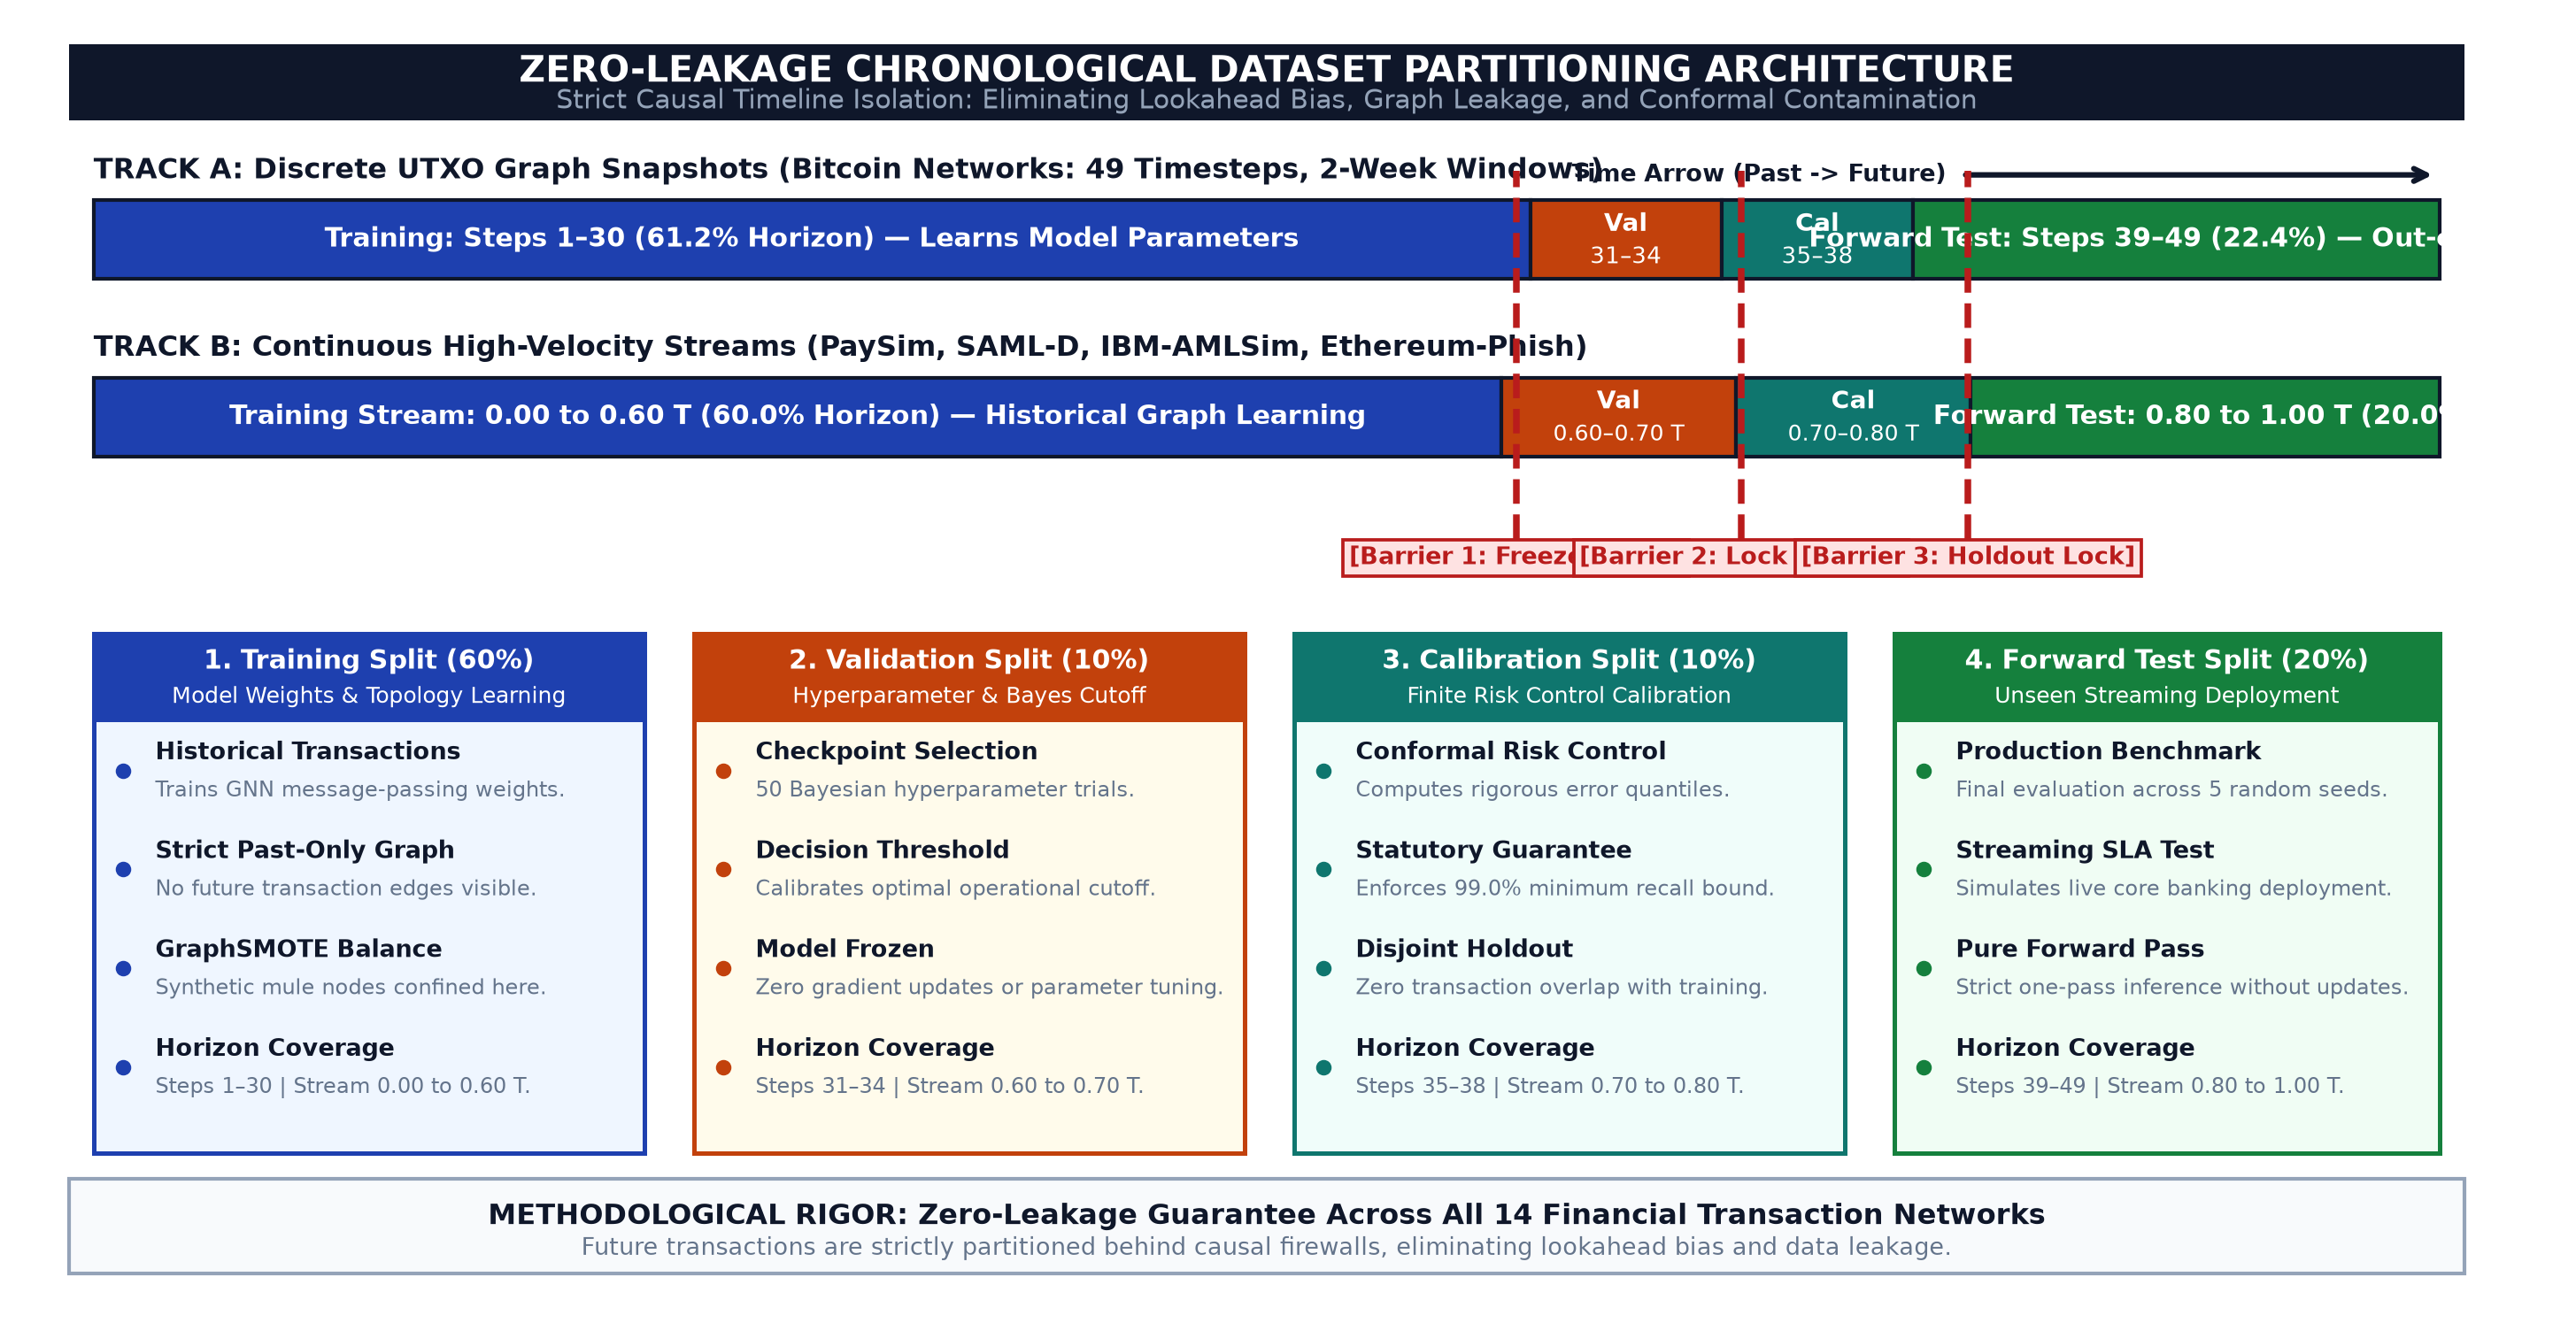 ZERO-LEAKAGE CHRONOLOGICAL DATASET PARTITIONING ARCHITECTURE
Strict Causal Timeline Isolation: Eliminating Lookahead Bias, Graph Leakage, and Conformal Contamination
TRACK A: Discrete UTXO Graph Snapshots (Bitcoin Networks: 49 Timesteps, 2-Week Windows)
Time Arrow (Past -> Future)
Training: Steps 1–30 (61.2% Horizon) — Learns Model Parameters
Val
31–34
Cal
35–38
Forward Test: Steps 39–49 (22.4%) — Out-
TRACK B: Continuous High-Velocity Streams (PaySim, SAML-D, IBM-AMLSim, Ethereum-Phish)
Training Stream: 0.00 to 0.60 T (60.0% Horizon) — Historical Graph Learning
Val
0.60–0.70 T
Cal
0.70–0.80 T
Forward Test: 0.80 to 1.00 T (20.0
[Barrier 1: Freeze
[Barrier 2: Lock
[Barrier 3: Holdout Lock]
1. Training Split (60%)
Model Weights & Topology Learning
Historical Transactions
Trains GNN message-passing weights.
Strict Past-Only Graph
No future transaction edges visible.
GraphSMOTE Balance
Synthetic mule nodes confined here.
Horizon Coverage
Steps 1–30 | Stream 0.00 to 0.60 T.
2. Validation Split (10%)
Hyperparameter & Bayes Cutoff
Checkpoint Selection
50 Bayesian hyperparameter trials.
Decision Threshold
Calibrates optimal operational cutoff.
Model Frozen
Zero gradient updates or parameter tuning.
Horizon Coverage
Steps 31–34 | Stream 0.60 to 0.70 T.
3. Calibration Split (10%)
Finite Risk Control Calibration
Conformal Risk Control
Computes rigorous error quantiles.
Statutory Guarantee
Enforces 99.0% minimum recall bound.
Disjoint Holdout
Zero transaction overlap with training.
Horizon Coverage
Steps 35–38 | Stream 0.70 to 0.80 T.
4. Forward Test Split (20%)
Unseen Streaming Deployment
Production Benchmark
Final evaluation across 5 random seeds.
Streaming SLA Test
Simulates live core banking deployment.
Pure Forward Pass
Strict one-pass inference without updates.
Horizon Coverage
Steps 39–49 | Stream 0.80 to 1.00 T.
METHODOLOGICAL RIGOR: Zero-Leakage Guarantee Across All 14 Financial Transaction Networks
Future transactions are strictly partitioned behind causal firewalls, eliminating lookahead bias and data leakage.